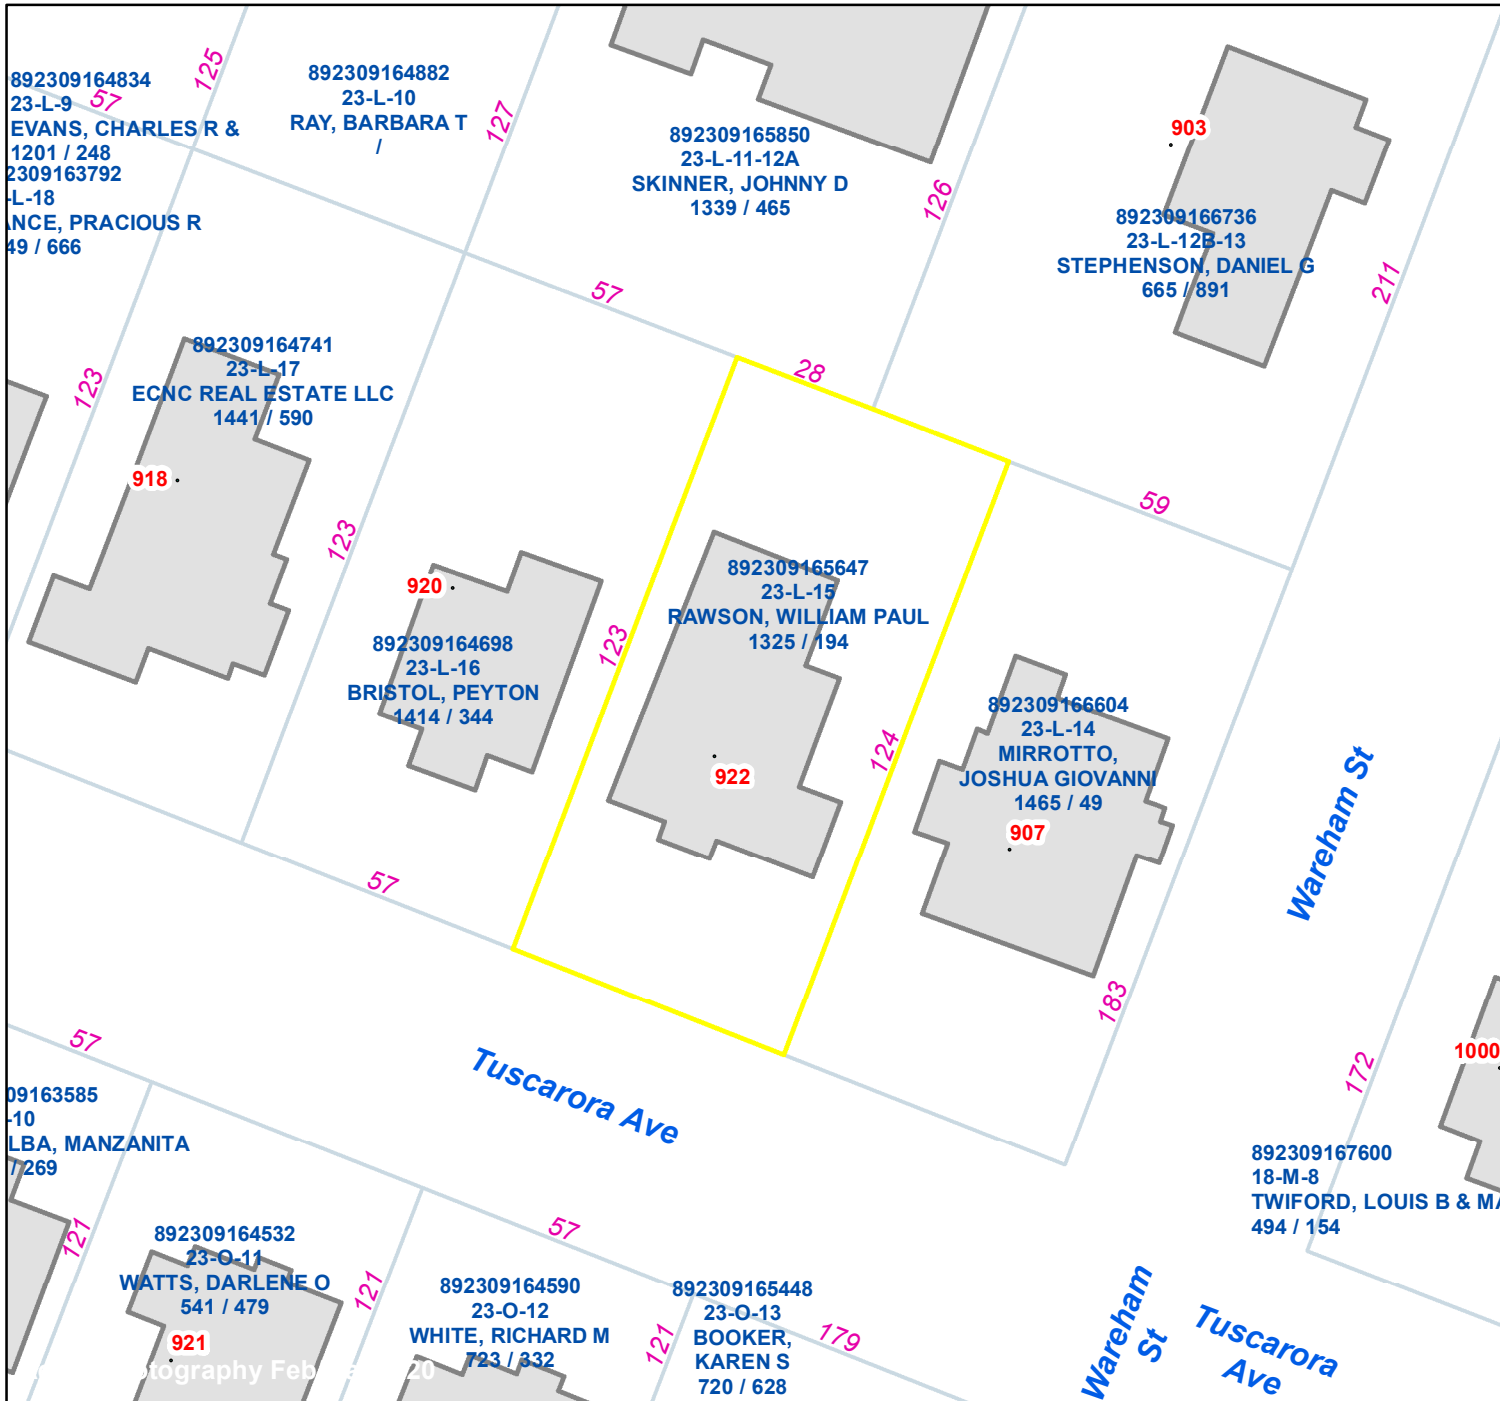 892309164834
23-L-9
EVANS, CHARLES R &
1201 / 248
2309163792
-L-18
ANCE, PRACIOUS R
49 / 666
57
125
892309164882
23-L-10
RAY, BARBARA T
/
127
892309165850
23-L-11-12A
SKINNER, JOHNNY D
1339 / 465
126
903
892309166736
23-L-12B-13
STEPHENSON, DANIEL G
665 / 891
211
57
28
59
123
892309164741
23-L-17
ECNC REAL ESTATE LLC
1441 / 590
918
123
920
892309164698
23-L-16
BRISTOL, PEYTON
1414 / 344
123
892309165647
23-L-15
RAWSON, WILLIAM PAUL
1325 / 194
922
124
892309166604
23-L-14
MIRROTTO,
JOSHUA GIOVANNI
1465 / 49
907
Wareham St
57
183
172
1000
57
Tuscarora Ave
09163585
-10
LBA, MANZANITA
/ 269
121
892309164532
23-O-11
WATTS, DARLENE O
541 / 479
921
121
57
892309164590
23-O-12
WHITE, RICHARD M
723 / 332
121
892309165448
23-O-13
BOOKER,
KAREN S
720 / 628
179
892309167600
18-M-8
TWIFORD, LOUIS B & MA
494 / 154
Wareham
St
Tuscarora
Ave
tography Feb 20